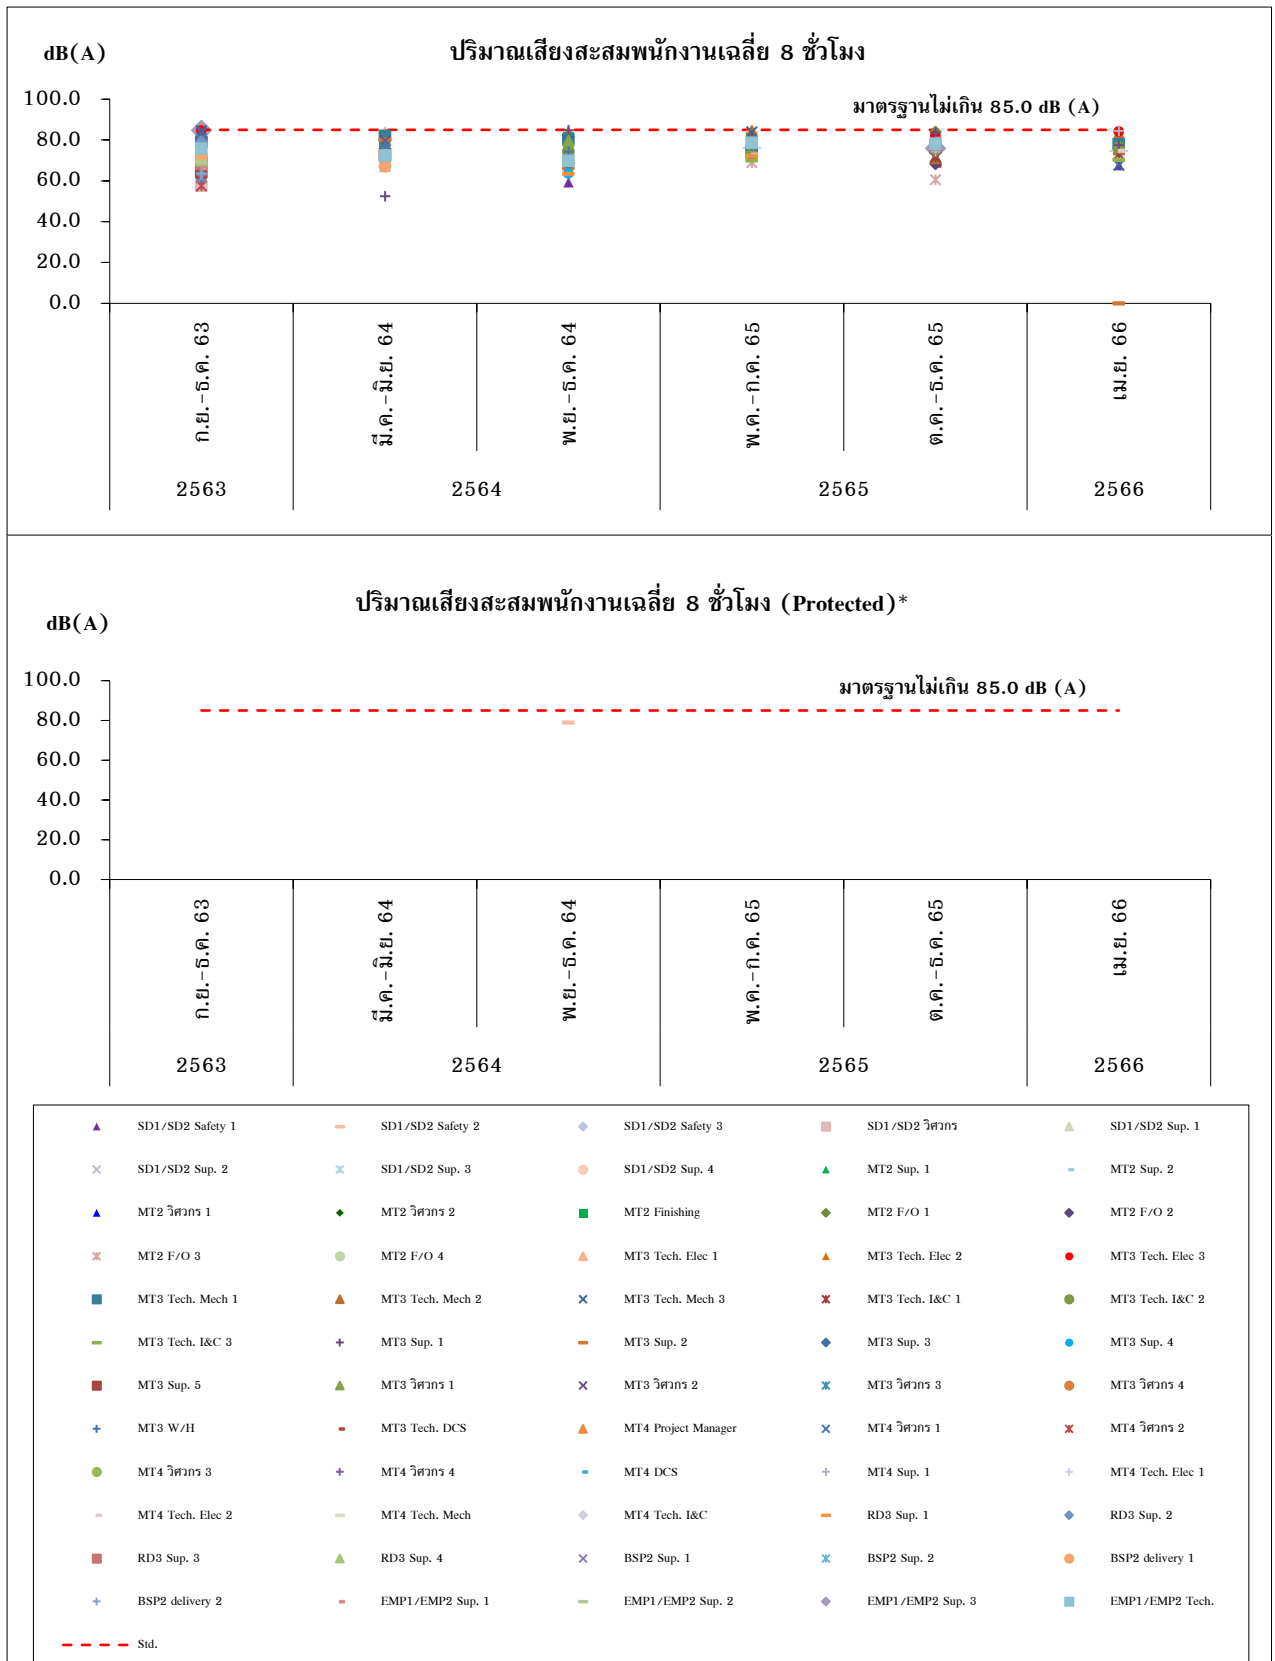 ปริมาณเสียงสะสมพนักงานเฉลี่ย 8 ชั่วโมง
dB(A)
มาตรฐานไม่เกิน 85.0 dB (A)
100.0
80.0
60.0
40.0
20.0
0.0
ก.ย.-ธ.ค. 63
มี.ค.-มิ.ย. 64
พ.ย.-ธ.ค. 64
พ.ค.-ก.ค. 65
ต.ค.-ธ.ค. 65
เม.ย. 66
2563 2564 2565 2566
ปริมาณเสียงสะสมพนักงานเฉลี่ย 8 ชั่วโมง (Protected)*
dB(A)
มาตรฐานไม่เกิน 85.0 dB (A)
100.0
80.0
60.0
40.0
20.0
0.0
ก.ย.-ธ.ค. 63
มี.ค.-มิ.ย. 64
พ.ย.-ธ.ค. 64
พ.ค.-ก.ค. 65
ต.ค.-ธ.ค. 65
เม.ย. 66
2563 2564 2565 2566
SD1/SD2 Safety 1 SD1/SD2 Safety 2 SD1/SD2 Safety 3 SD1/SD2 วิศวกร SD1/SD2 Sup. 1
SD1/SD2 Sup. 2 SD1/SD2 Sup. 3 SD1/SD2 Sup. 4 MT2 Sup. 1 MT2 Sup. 2
MT2 วิศวกร 1 MT2 วิศวกร 2 MT2 Finishing MT2 F/O 1 MT2 F/O 2
MT2 F/O 3 MT2 F/O 4 MT3 Tech. Elec 1 MT3 Tech. Elec 2 MT3 Tech. Elec 3
MT3 Tech. Mech 1 MT3 Tech. Mech 2 MT3 Tech. Mech 3 MT3 Tech. I&C 1 MT3 Tech. I&C 2
MT3 Tech. I&C 3 MT3 Sup. 1 MT3 Sup. 2 MT3 Sup. 3 MT3 Sup. 4
MT3 Sup. 5 MT3 วิศวกร 1 MT3 วิศวกร 2 MT3 วิศวกร 3 MT3 วิศวกร 4
MT3 W/H MT3 Tech. DCS MT4 Project Manager MT4 วิศวกร 1 MT4 วิศวกร 2
MT4 วิศวกร 3 MT4 วิศวกร 4 MT4 DCS MT4 Sup. 1 MT4 Tech. Elec 1
MT4 Tech. Elec 2 MT4 Tech. Mech MT4 Tech. I&C RD3 Sup. 1 RD3 Sup. 2
RD3 Sup. 3 RD3 Sup. 4 BSP2 Sup. 1 BSP2 Sup. 2 BSP2 delivery 1
BSP2 delivery 2 EMP1/EMP2 Sup. 1 EMP1/EMP2 Sup. 2 EMP1/EMP2 Sup. 3 EMP1/EMP2 Tech.
Std.